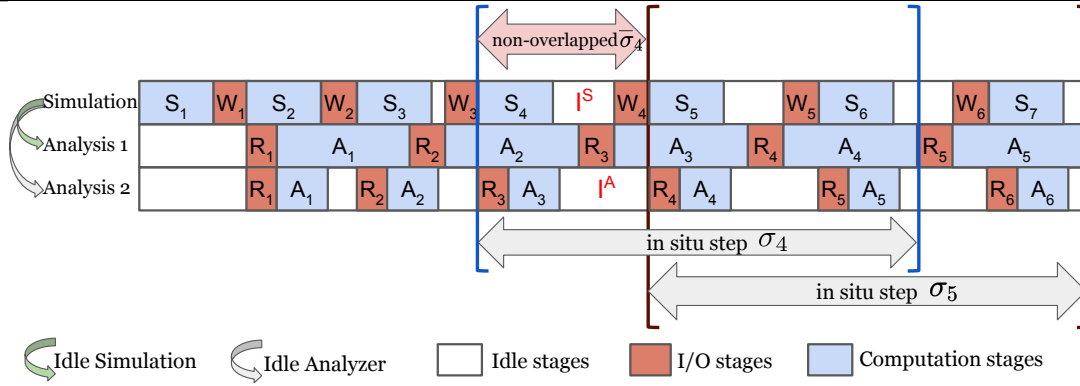 non-overlapped σ̅₄
Simulation S₁ W₁ S₂ W₂ S₃ W₃ S₄ Iˢ W₄ S₅ W₅ S₆ W₆ S₇
Analysis 1 R₁ A₁ R₂ A₂ R₃ A₃ R₄ A₄ R₅ A₅
Analysis 2 R₁ A₁ R₂ A₂ R₃ A₃ Iᴬ R₄ A₄ R₅ A₅ R₆ A₆
in situ step σ₄
in situ step σ₅
Idle Simulation Idle Analyzer Idle stages I/O stages Computation stages